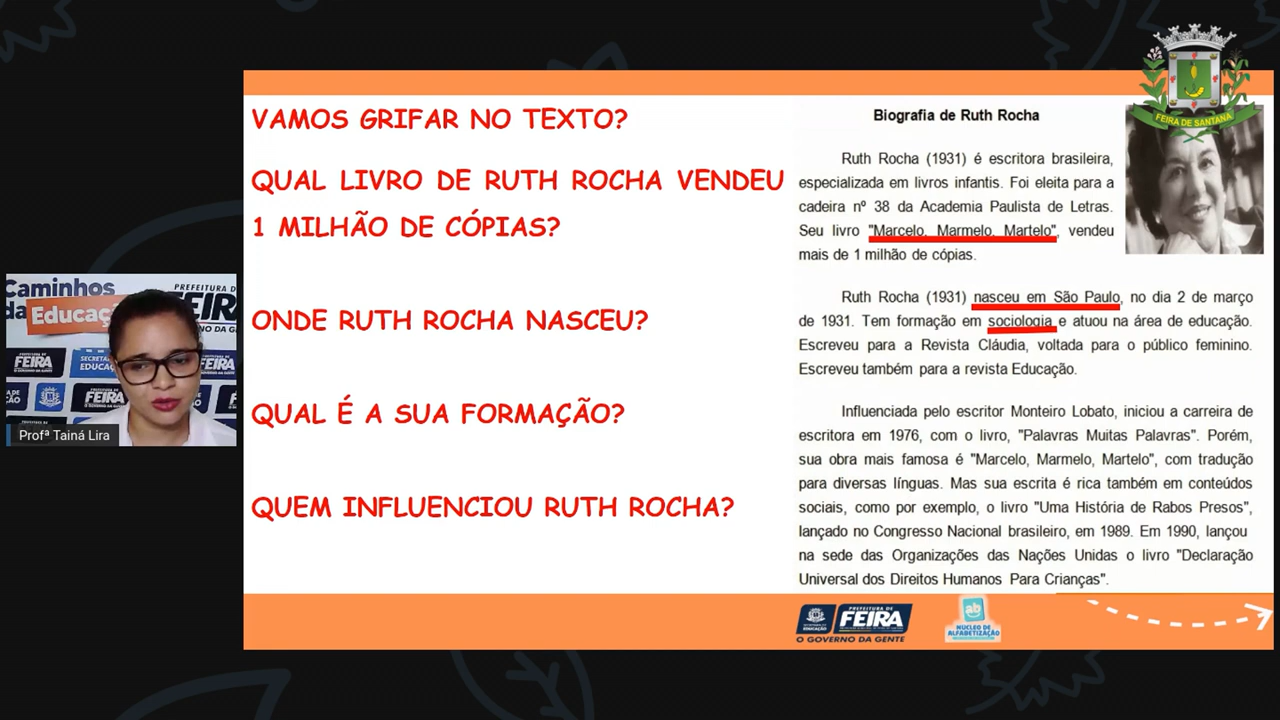 FEIRA DE SANTANA
VAMOS GRIFAR NO TEXTO?
QUAL LIVRO DE RUTH ROCHA VENDEU
1 MILHÃO DE CÓPIAS?
ONDE RUTH ROCHA NASCEU?
QUAL É A SUA FORMAÇÃO?
QUEM INFLUENCIOU RUTH ROCHA?
Biografia de Ruth Rocha
Ruth Rocha (1931) é escritora brasileira,
especializada em livros infantis. Foi eleita para a
cadeira nº 38 da Academia Paulista de Letras.
Seu livro "Marcelo, Marmelo, Martelo", vendeu
mais de 1 milhão de cópias.
Ruth Rocha (1931) nasceu em São Paulo, no dia 2 de março
de 1931. Tem formação em sociologia e atuou na área de educação.
Escreveu para a Revista Cláudia, voltada para o público feminino.
Escreveu também para a revista Educação.
Influenciada pelo escritor Monteiro Lobato, iniciou a carreira de
escritora em 1976, com o livro, "Palavras Muitas Palavras". Porém,
sua obra mais famosa é "Marcelo, Marmelo, Martelo", com tradução
para diversas línguas. Mas sua escrita é rica também em conteúdos
sociais, como por exemplo, o livro "Uma História de Rabos Presos",
lançado no Congresso Nacional brasileiro, em 1989. Em 1990, lançou
na sede das Organizações das Nações Unidas o livro "Declaração
Universal dos Direitos Humanos Para Crianças".
Caminhos
da Educaç
PREFEITURA DE
FEIR
O GOVERNO DA GENTE
FEIRA
Profª Tainá Lira
PREFEITURA DE
FEIRA
EDUCAÇÃO
O GOVERNO DA GENTE
ab
NÚCLEO DE
ALFABETIZAÇÃO